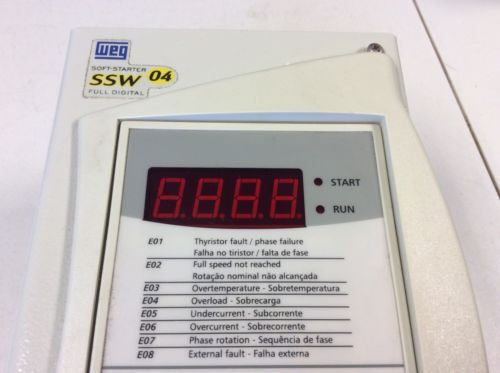 WEG
SOFT-STARTER
SSW 04
FULL DIGITAL
8.8.8.8.
START
RUN
E01 Thyristor fault / phase failure
Falha no tiristor / falta de fase
E02 Full speed not reached
Rotação nominal não alcançada
E03 Overtemperature - Sobretemperatura
E04 Overload - Sobrecarga
E05 Undercurrent - Subcorrente
E06 Overcurrent - Sobrecorrente
E07 Phase rotation - Sequência de fase
E08 External fault - Falha externa